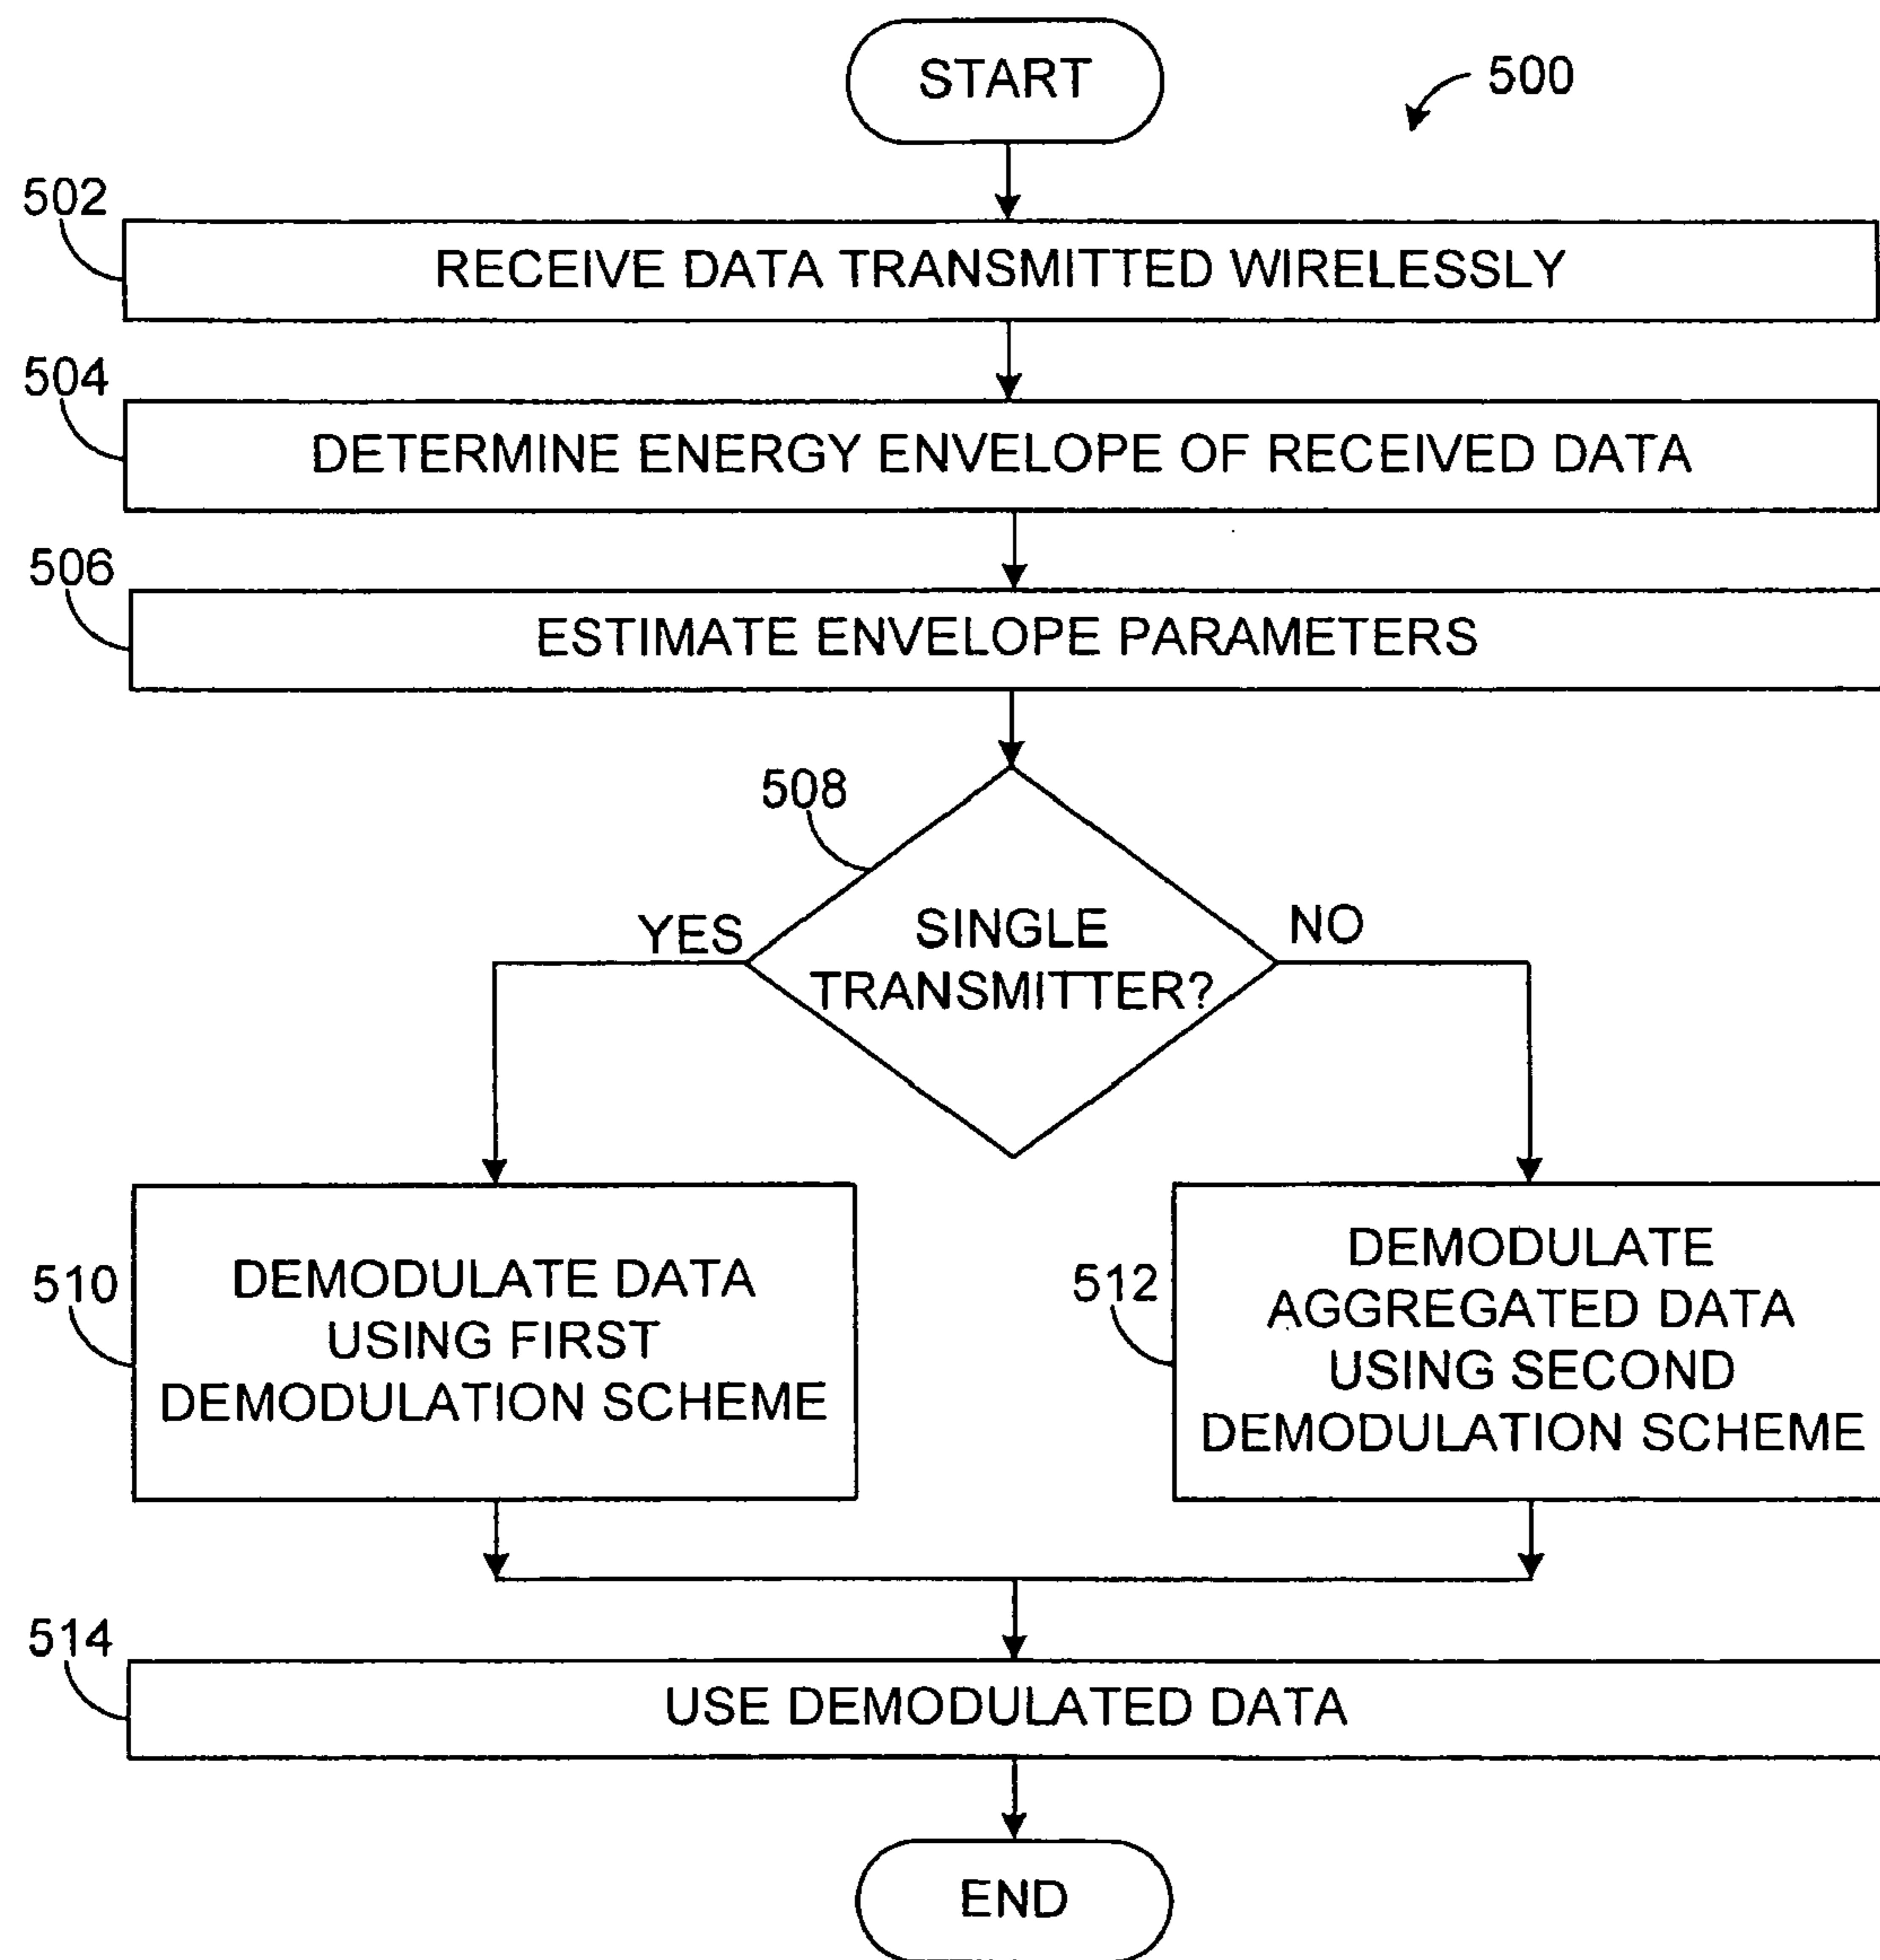 START
500
502
RECEIVE DATA TRANSMITTED WIRELESSLY
504
DETERMINE ENERGY ENVELOPE OF RECEIVED DATA
506
ESTIMATE ENVELOPE PARAMETERS
508
YES
SINGLE
TRANSMITTER?
NO
510
DEMODULATE DATA
USING FIRST
DEMODULATION SCHEME
512
DEMODULATE
AGGREGATED DATA
USING SECOND
DEMODULATION SCHEME
514
USE DEMODULATED DATA
END